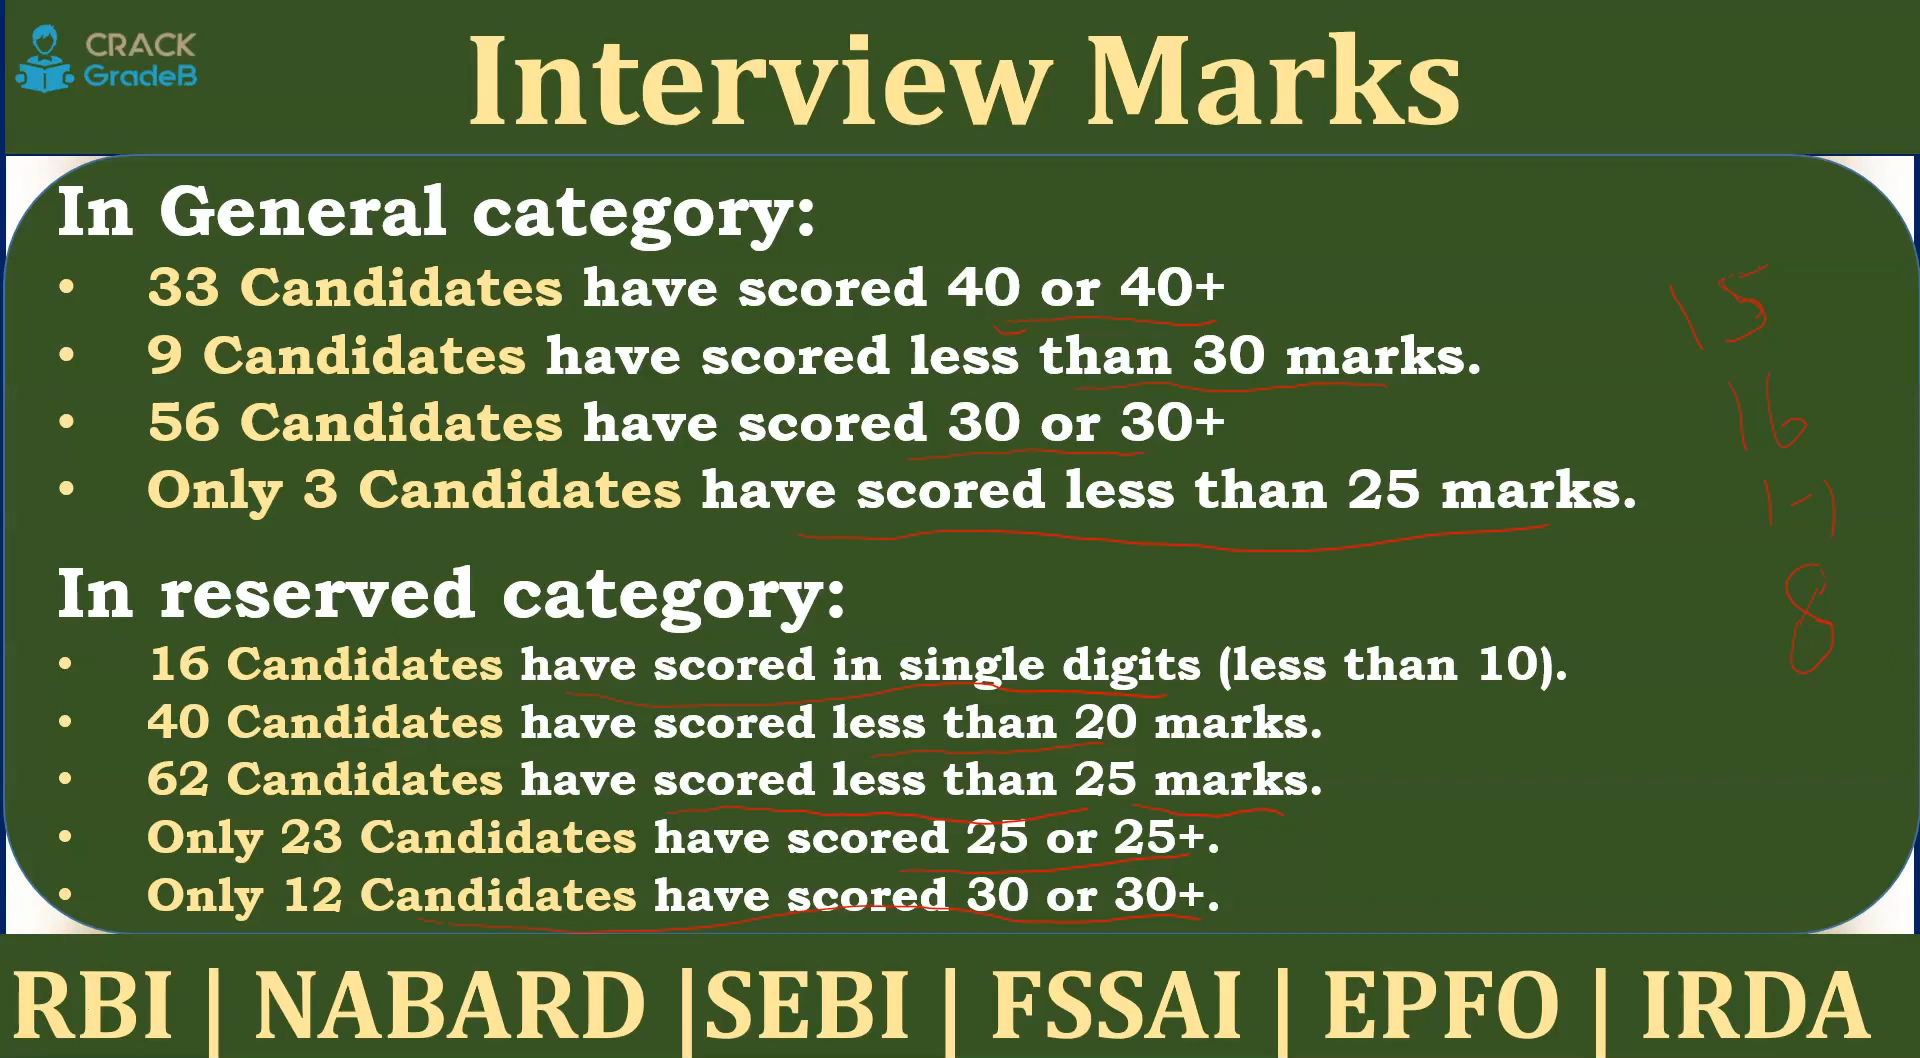 CRACK
GradeB
Interview Marks
In General category:
• 33 Candidates have scored 40 or 40+
• 9 Candidates have scored less than 30 marks.
• 56 Candidates have scored 30 or 30+
• Only 3 Candidates have scored less than 25 marks.
15
16
17
8
In reserved category:
• 16 Candidates have scored in single digits (less than 10).
• 40 Candidates have scored less than 20 marks.
• 62 Candidates have scored less than 25 marks.
• Only 23 Candidates have scored 25 or 25+.
• Only 12 Candidates have scored 30 or 30+.
RBI | NABARD |SEBI | FSSAI | EPFO | IRDA